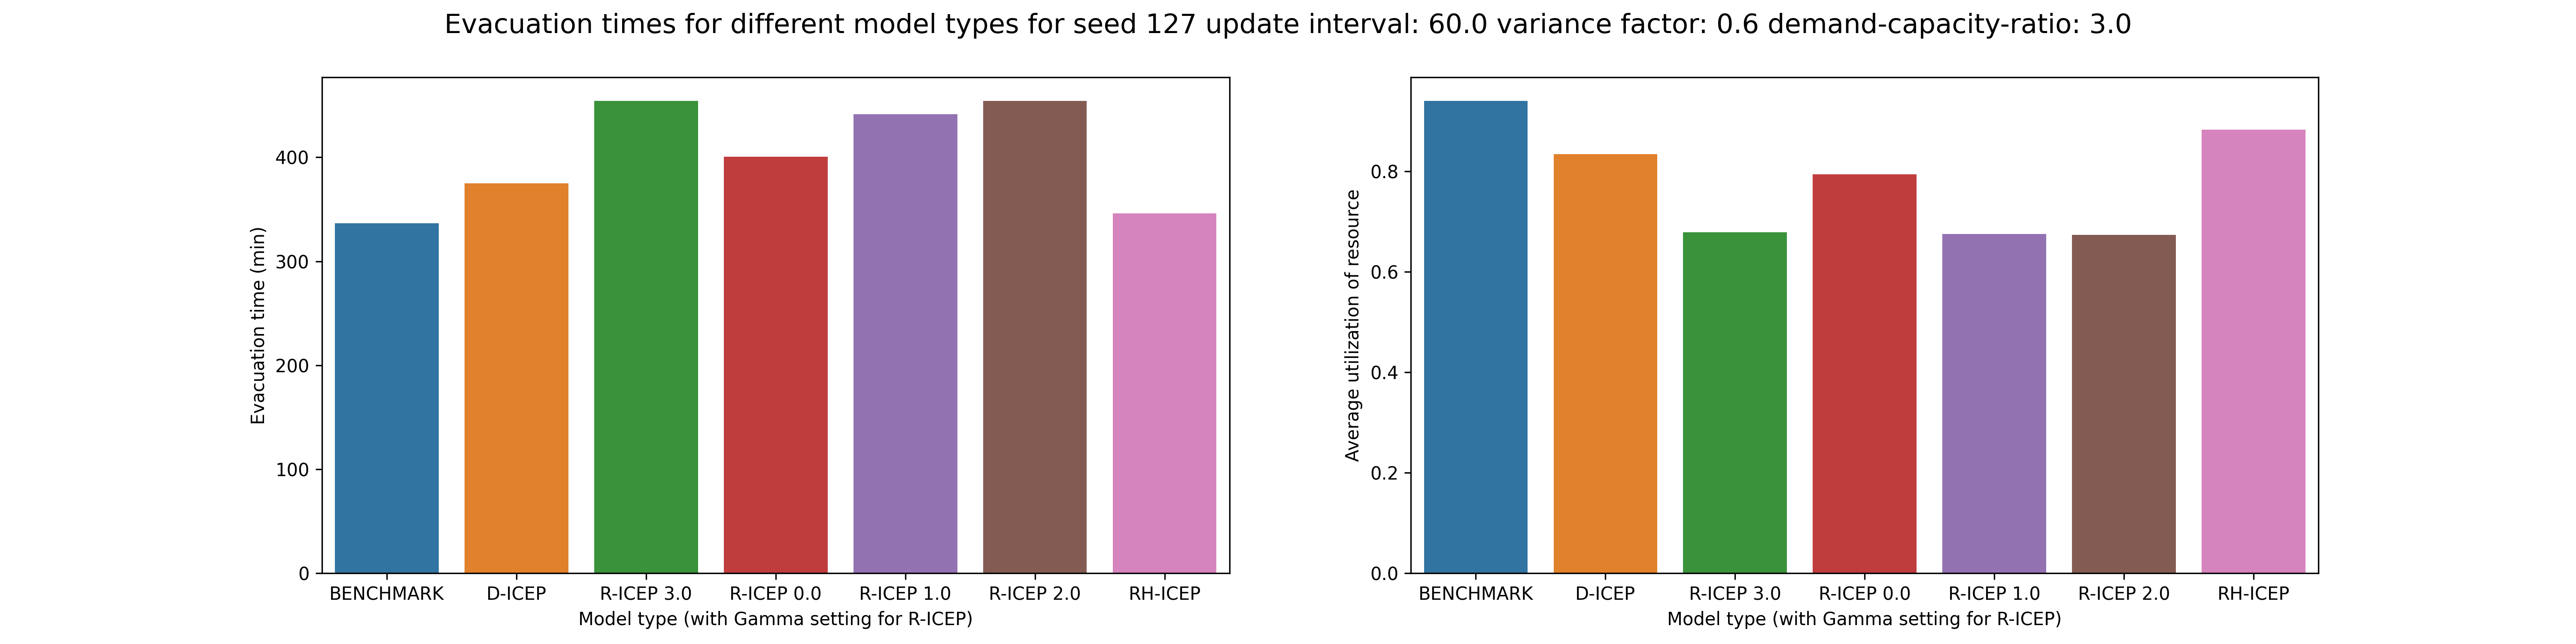 Evacuation times for different model types for seed 127 update interval: 60.0 variance factor: 0.6 demand-capacity-ratio: 3.0
Evacuation time (min)
400
300
200
100
0
BENCHMARK D-ICEP R-ICEP 3.0 R-ICEP 0.0 R-ICEP 1.0 R-ICEP 2.0 RH-ICEP
Model type (with Gamma setting for R-ICEP)
Average utilization of resource
0.8
0.6
0.4
0.2
0.0
BENCHMARK D-ICEP R-ICEP 3.0 R-ICEP 0.0 R-ICEP 1.0 R-ICEP 2.0 RH-ICEP
Model type (with Gamma setting for R-ICEP)